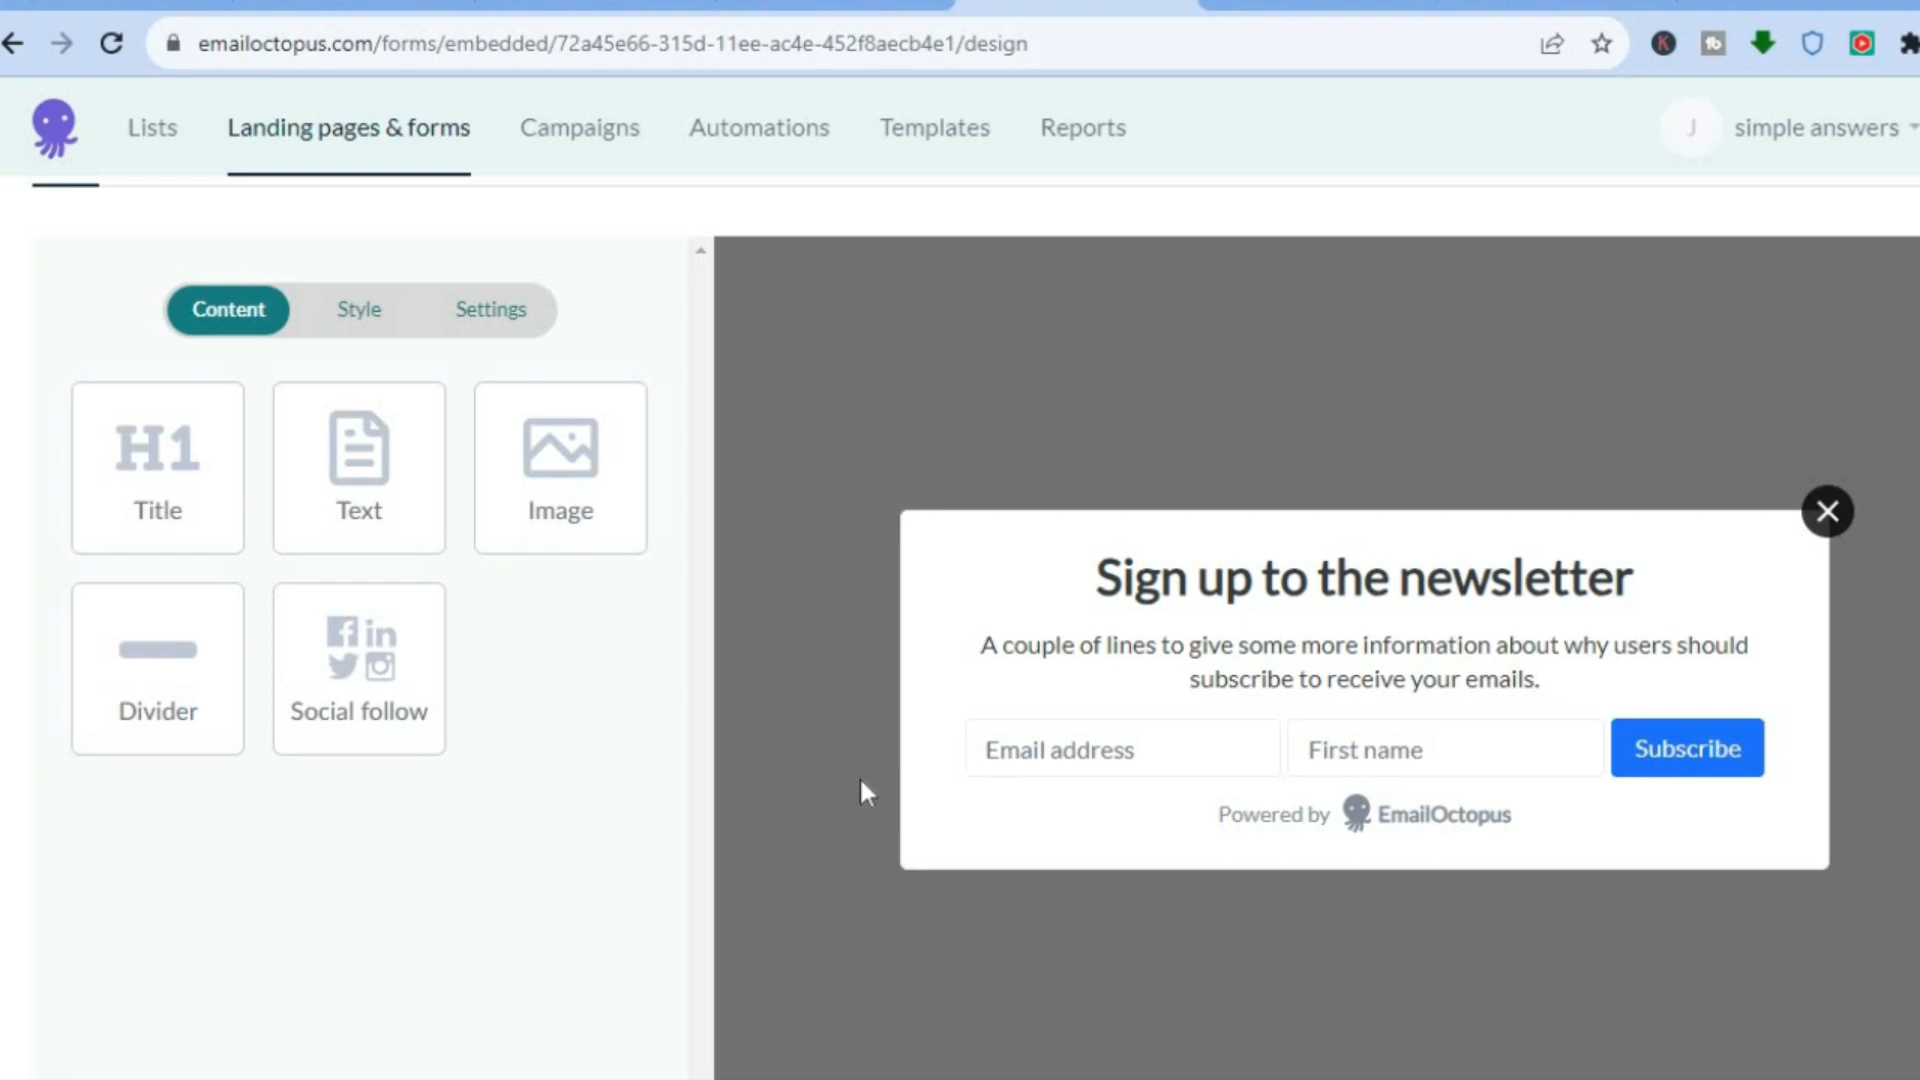 emailoctopus.com/forms/embedded/72a45e66-315d-11ee-ac4e-452f8aecb4e1/design
Lists
Landing pages & forms
Campaigns
Automations
Templates
Reports
J
simple answers
Content
Style
Settings
H1
Title
Text
Image
Divider
Social follow
Sign up to the newsletter
A couple of lines to give some more information about why users should
subscribe to receive your emails.
Email address
First name
Subscribe
Powered by EmailOctopus